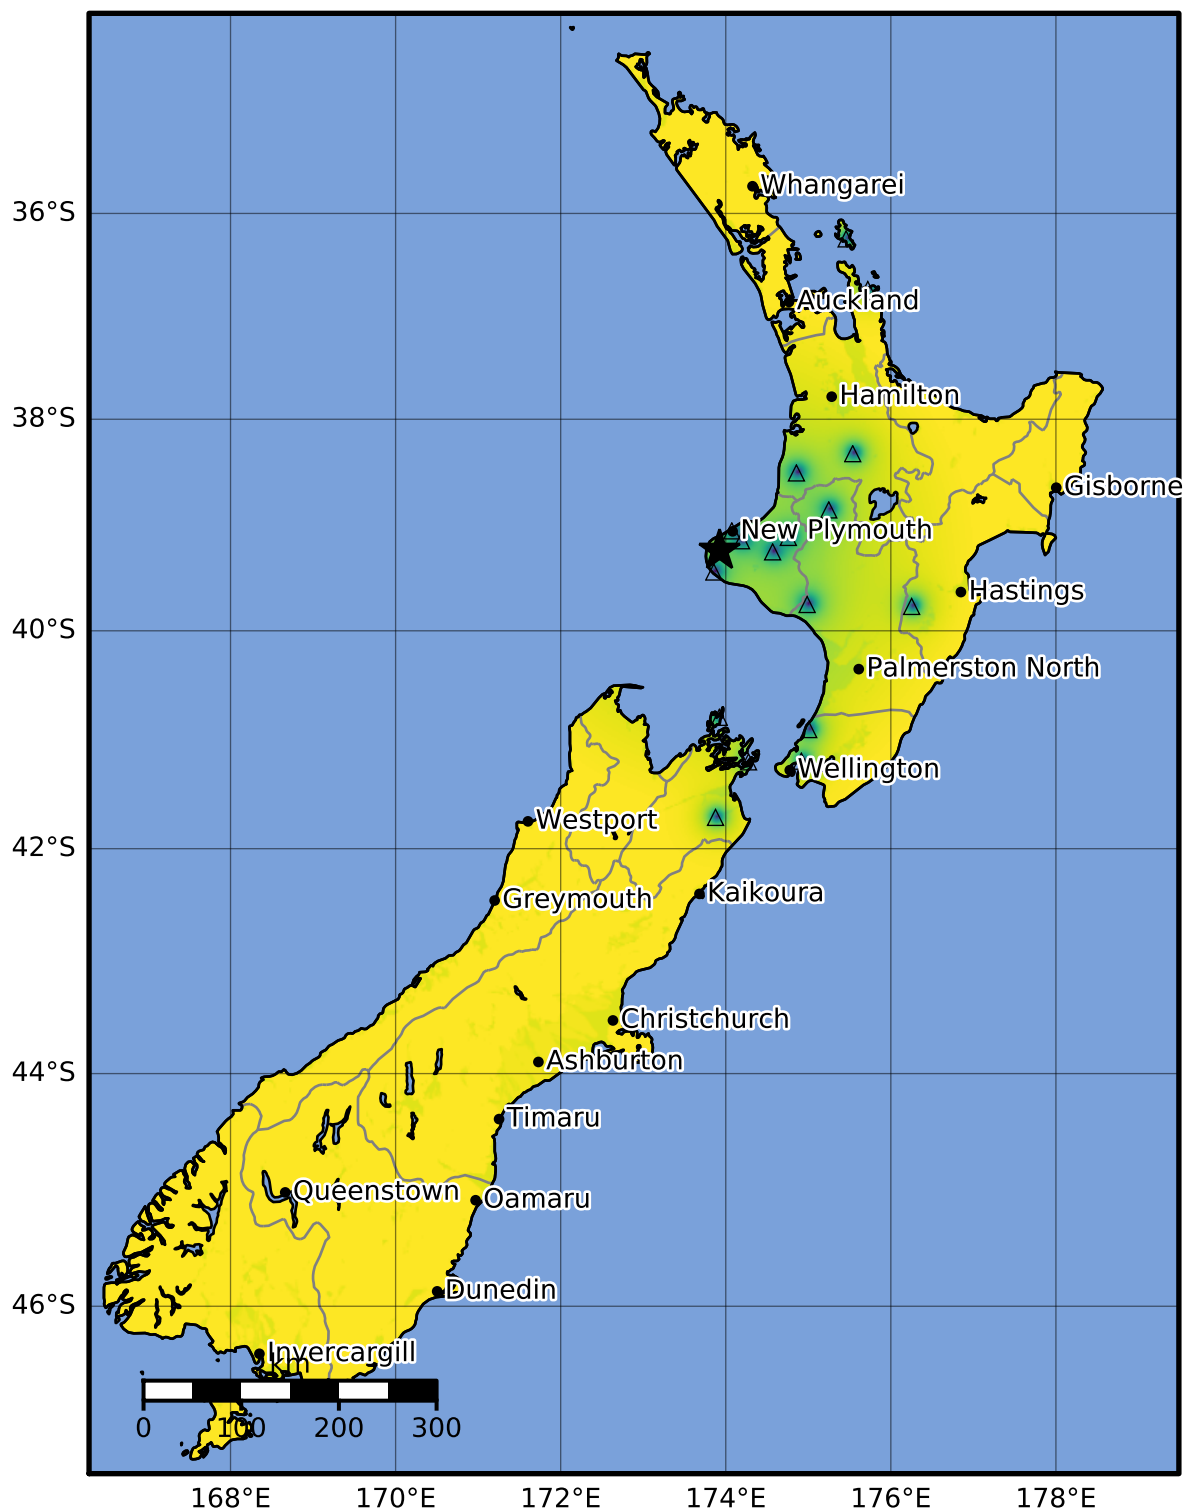 Whangarei
36°S
Auckland
Hamilton
38°S
Gisborne
New Plymouth
Hastings
40°S
Palmerston North
Wellington
Westport
42°S
Kaikoura
Greymouth
Christchurch
Ashburton
44°S
Timaru
Queenstown
Oamaru
Dunedin
46°S
Invercargill
km
0 100 200 300
168°E 170°E 172°E 174°E 176°E 178°E